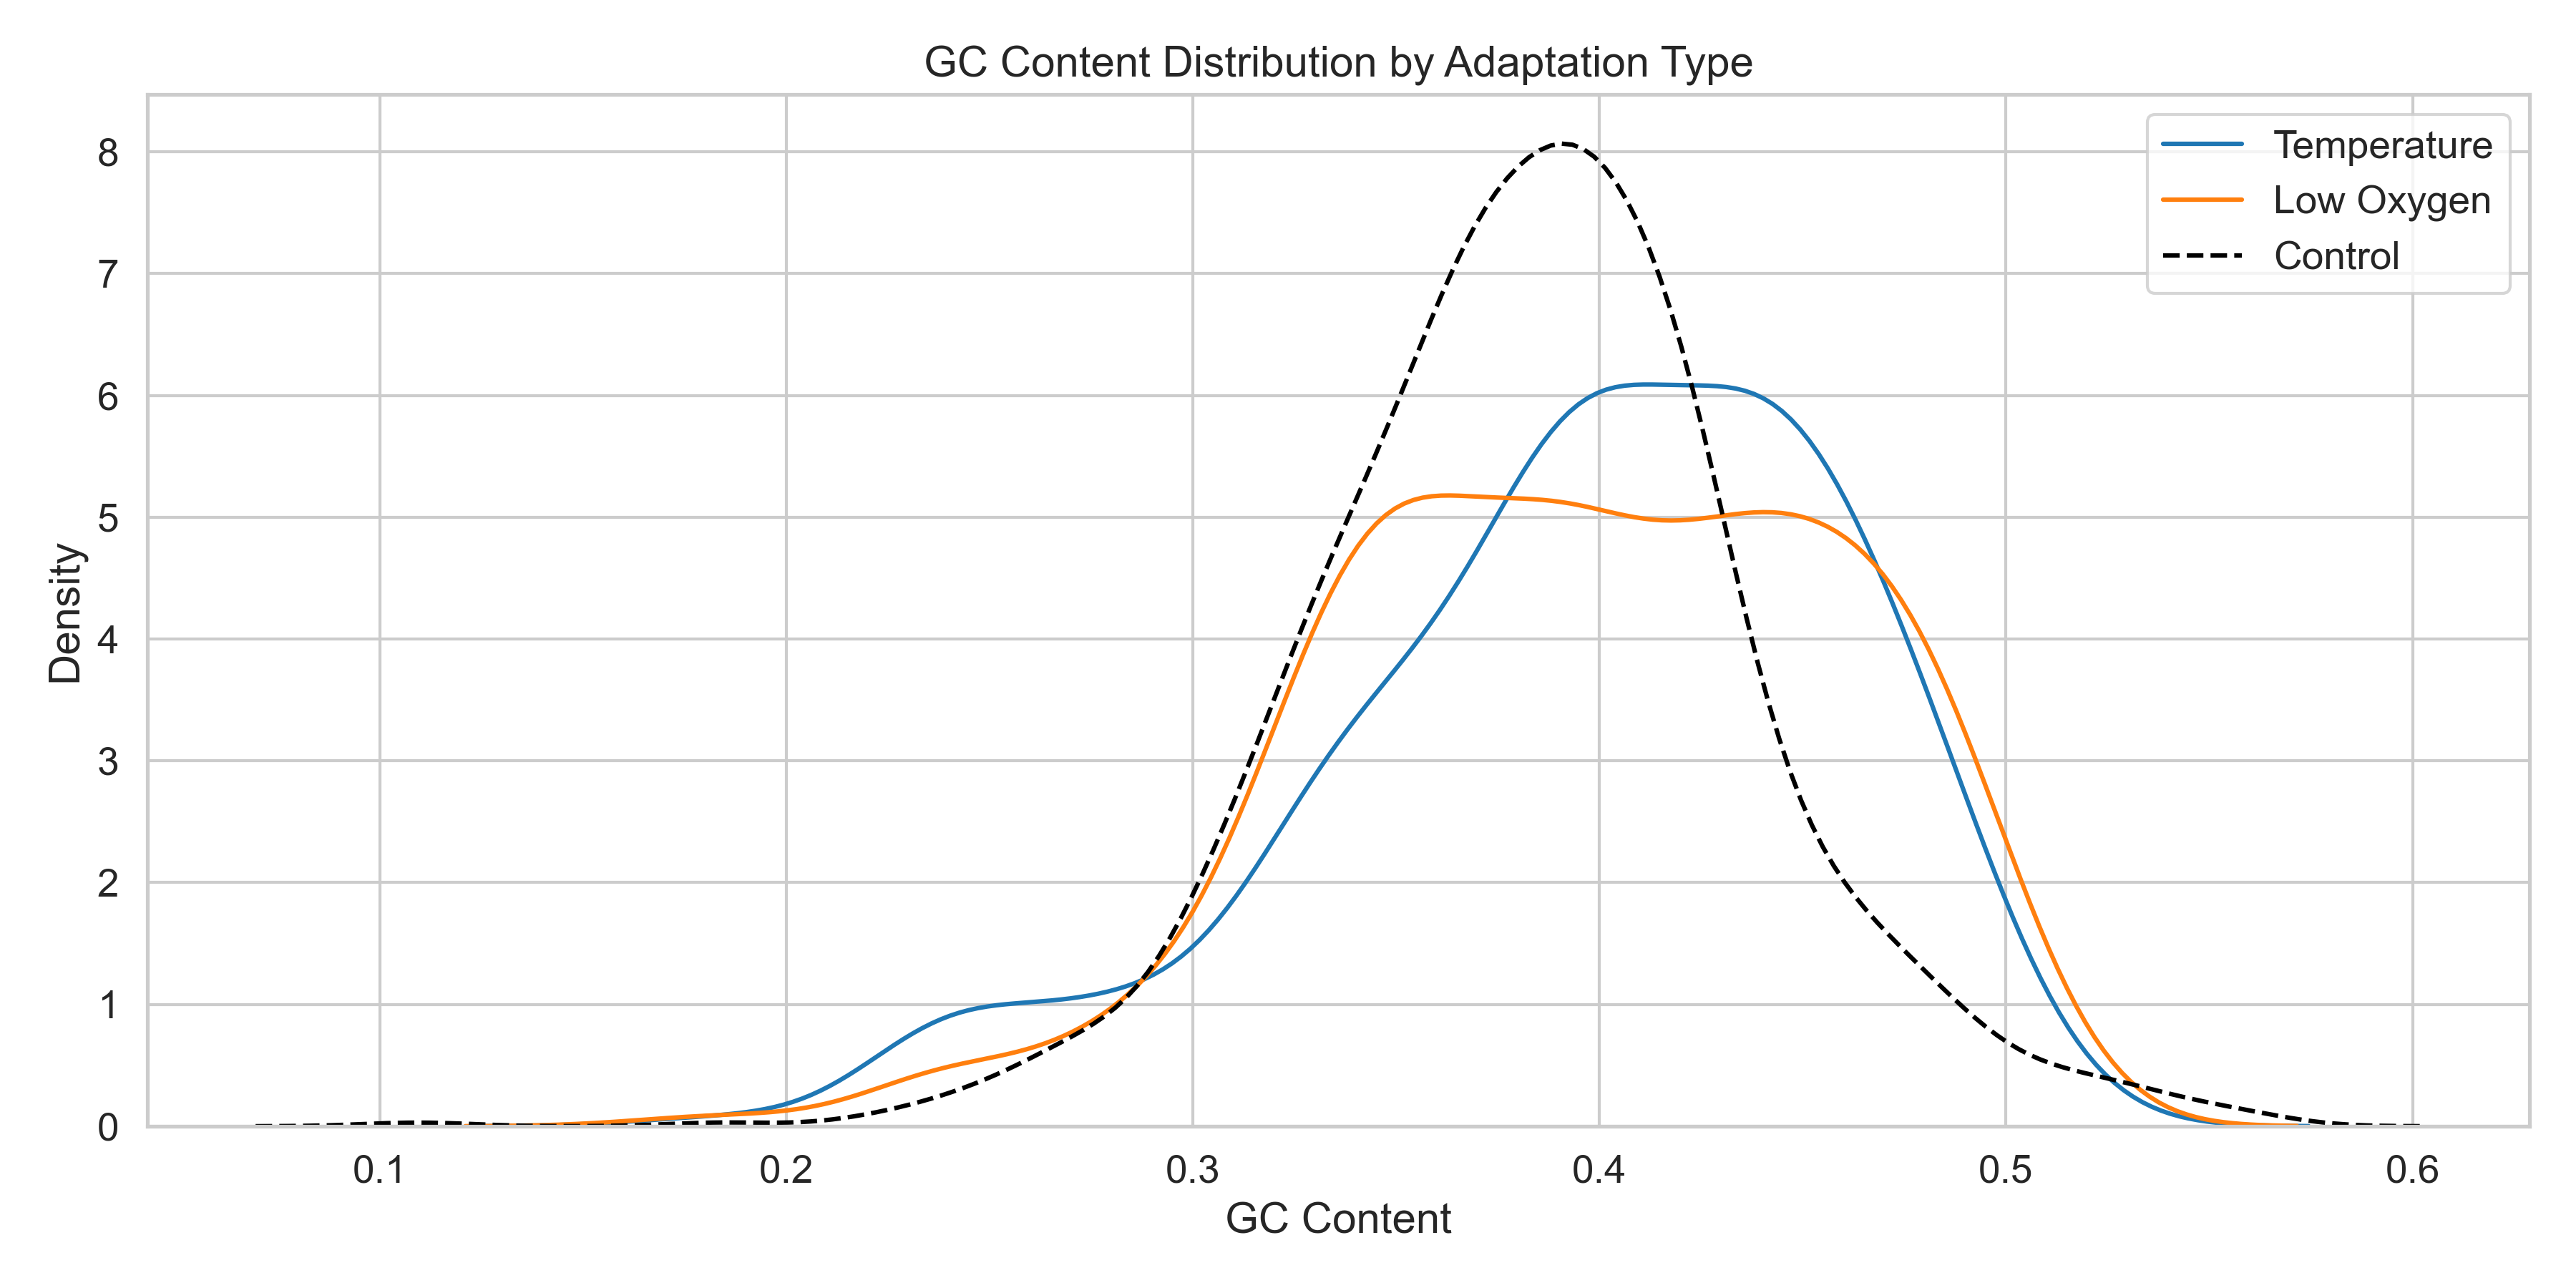 GC Content Distribution by Adaptation Type
Temperature
Low Oxygen
Control
Density
8
7
6
5
4
3
2
1
0
0.1 0.2 0.3 0.4 0.5 0.6
GC Content